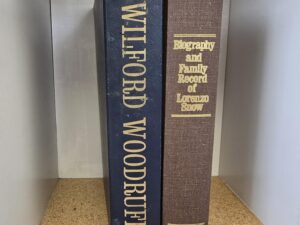 WILFORD WOODRUFF
Biography
and
Family
Record
of
Lorenzo
Snow